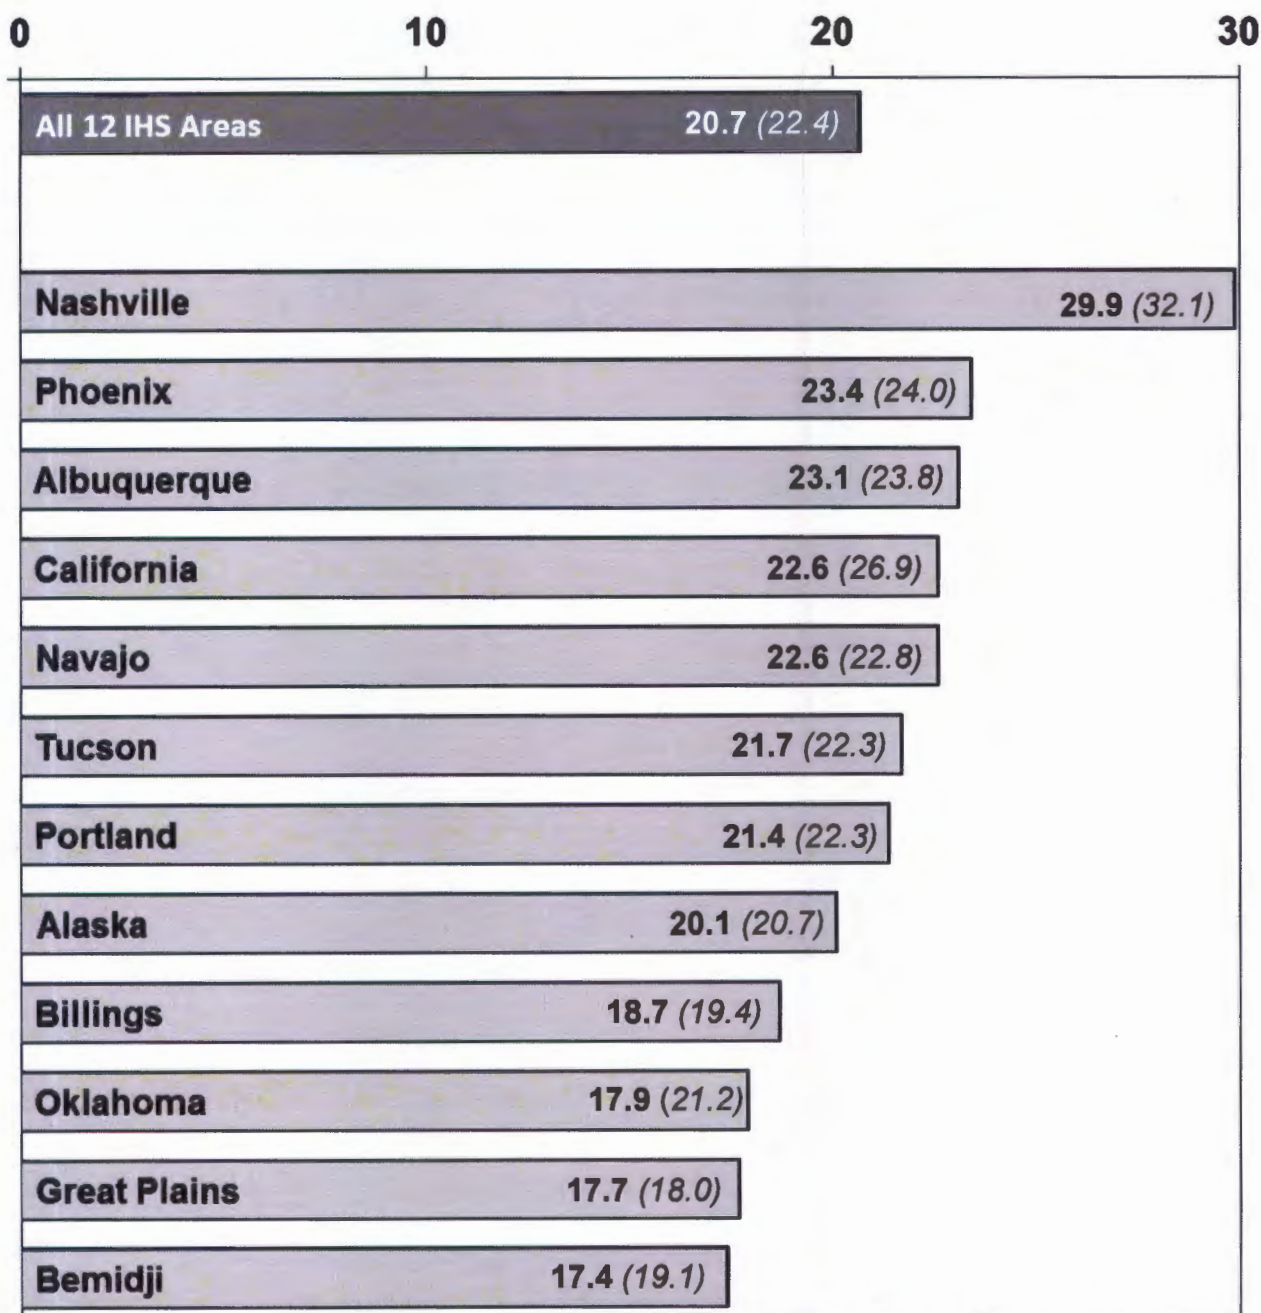 0 10 20 30
All 12 IHS Areas 20.7 (22.4)
Nashville 29.9 (32.1)
Phoenix 23.4 (24.0)
Albuquerque 23.1 (23.8)
California 22.6 (26.9)
Navajo 22.6 (22.8)
Tucson 21.7 (22.3)
Portland 21.4 (22.3)
Alaska 20.1 (20.7)
Billings 18.7 (19.4)
Oklahoma 17.9 (21.2)
Great Plains 17.7 (18.0)
Bemidji 17.4 (19.1)